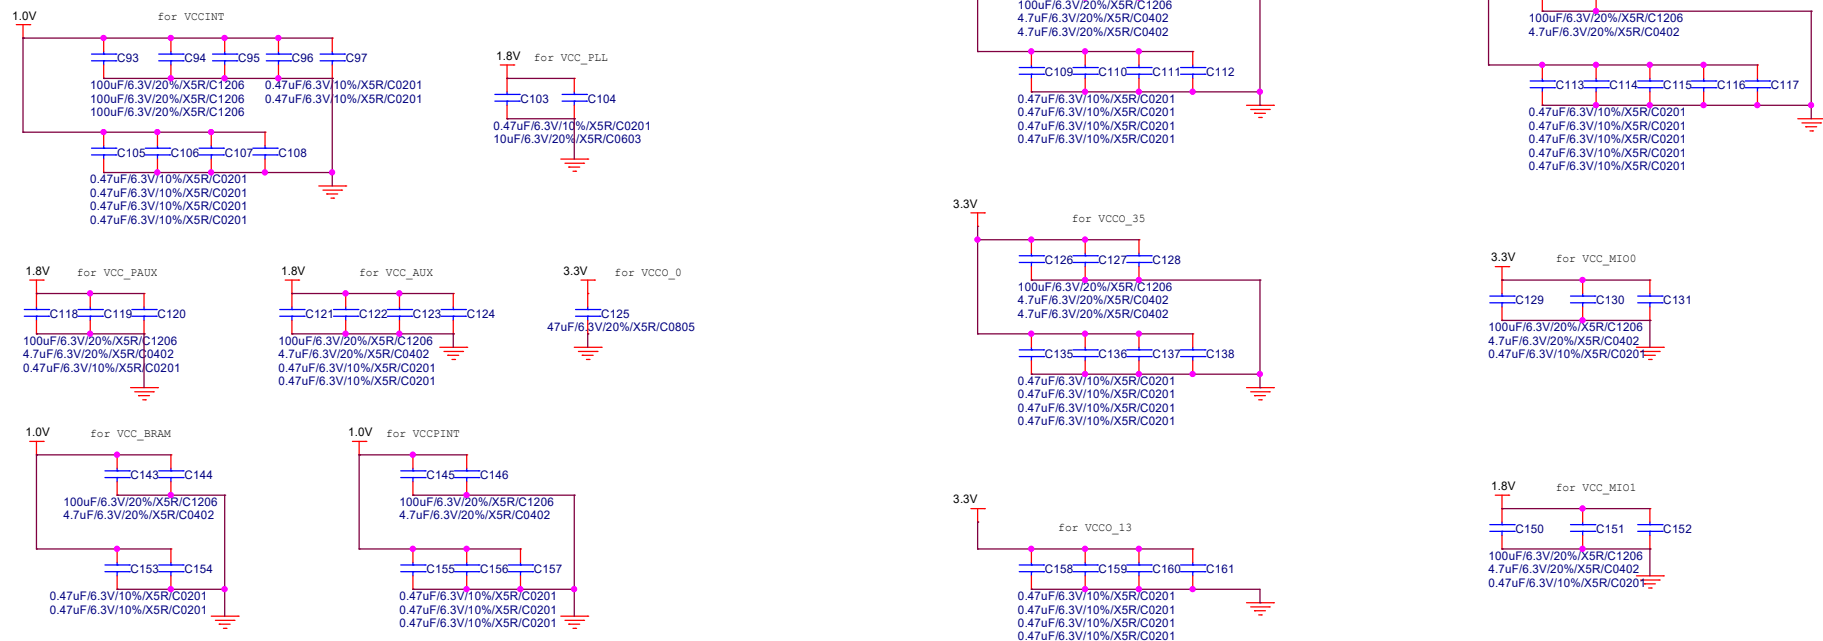 1.0V
for VCCINT
C93
C94
C95
C96
C97
100uF/6.3V/20%/X5R/C1206
0.47uF/6.3V/10%/X5R/C0201
100uF/6.3V/20%/X5R/C1206
0.47uF/6.3V/10%/X5R/C0201
100uF/6.3V/20%/X5R/C1206
C105
C106
C107
C108
0.47uF/6.3V/10%/X5R/C0201
0.47uF/6.3V/10%/X5R/C0201
0.47uF/6.3V/10%/X5R/C0201
0.47uF/6.3V/10%/X5R/C0201
1.8V
for VCC_PLL
C103
C104
0.47uF/6.3V/10%/X5R/C0201
10uF/6.3V/20%/X5R/C0603
100uF/6.3V/20%/X5R/C1206
4.7uF/6.3V/20%/X5R/C0402
4.7uF/6.3V/20%/X5R/C0402
C109
C110
C111
C112
0.47uF/6.3V/10%/X5R/C0201
0.47uF/6.3V/10%/X5R/C0201
0.47uF/6.3V/10%/X5R/C0201
0.47uF/6.3V/10%/X5R/C0201
100uF/6.3V/20%/X5R/C1206
4.7uF/6.3V/20%/X5R/C0402
C113
C114
C115
C116
C117
0.47uF/6.3V/10%/X5R/C0201
0.47uF/6.3V/10%/X5R/C0201
0.47uF/6.3V/10%/X5R/C0201
0.47uF/6.3V/10%/X5R/C0201
0.47uF/6.3V/10%/X5R/C0201
1.8V
for VCC_PAUX
C118
C119
C120
100uF/6.3V/20%/X5R/C1206
4.7uF/6.3V/20%/X5R/C0402
0.47uF/6.3V/10%/X5R/C0201
1.8V
for VCC_AUX
C121
C122
C123
C124
100uF/6.3V/20%/X5R/C1206
4.7uF/6.3V/20%/X5R/C0402
0.47uF/6.3V/10%/X5R/C0201
0.47uF/6.3V/10%/X5R/C0201
3.3V
for VCCO_0
C125
47uF/6.3V/20%/X5R/C0805
3.3V
for VCCO_35
C126
C127
C128
100uF/6.3V/20%/X5R/C1206
4.7uF/6.3V/20%/X5R/C0402
4.7uF/6.3V/20%/X5R/C0402
C135
C136
C137
C138
0.47uF/6.3V/10%/X5R/C0201
0.47uF/6.3V/10%/X5R/C0201
0.47uF/6.3V/10%/X5R/C0201
0.47uF/6.3V/10%/X5R/C0201
3.3V
for VCC_MIO0
C129
C130
C131
100uF/6.3V/20%/X5R/C1206
4.7uF/6.3V/20%/X5R/C0402
0.47uF/6.3V/10%/X5R/C0201
1.0V
for VCC_BRAM
C143
C144
100uF/6.3V/20%/X5R/C1206
4.7uF/6.3V/20%/X5R/C0402
C153
C154
0.47uF/6.3V/10%/X5R/C0201
0.47uF/6.3V/10%/X5R/C0201
1.0V
for VCCPINT
C145
C146
100uF/6.3V/20%/X5R/C1206
4.7uF/6.3V/20%/X5R/C0402
C155
C156
C157
0.47uF/6.3V/10%/X5R/C0201
0.47uF/6.3V/10%/X5R/C0201
0.47uF/6.3V/10%/X5R/C0201
3.3V
for VCCO_13
C158
C159
C160
C161
0.47uF/6.3V/10%/X5R/C0201
0.47uF/6.3V/10%/X5R/C0201
0.47uF/6.3V/10%/X5R/C0201
0.47uF/6.3V/10%/X5R/C0201
1.8V
for VCC_MIO1
C150
C151
C152
100uF/6.3V/20%/X5R/C1206
4.7uF/6.3V/20%/X5R/C0402
0.47uF/6.3V/10%/X5R/C0201